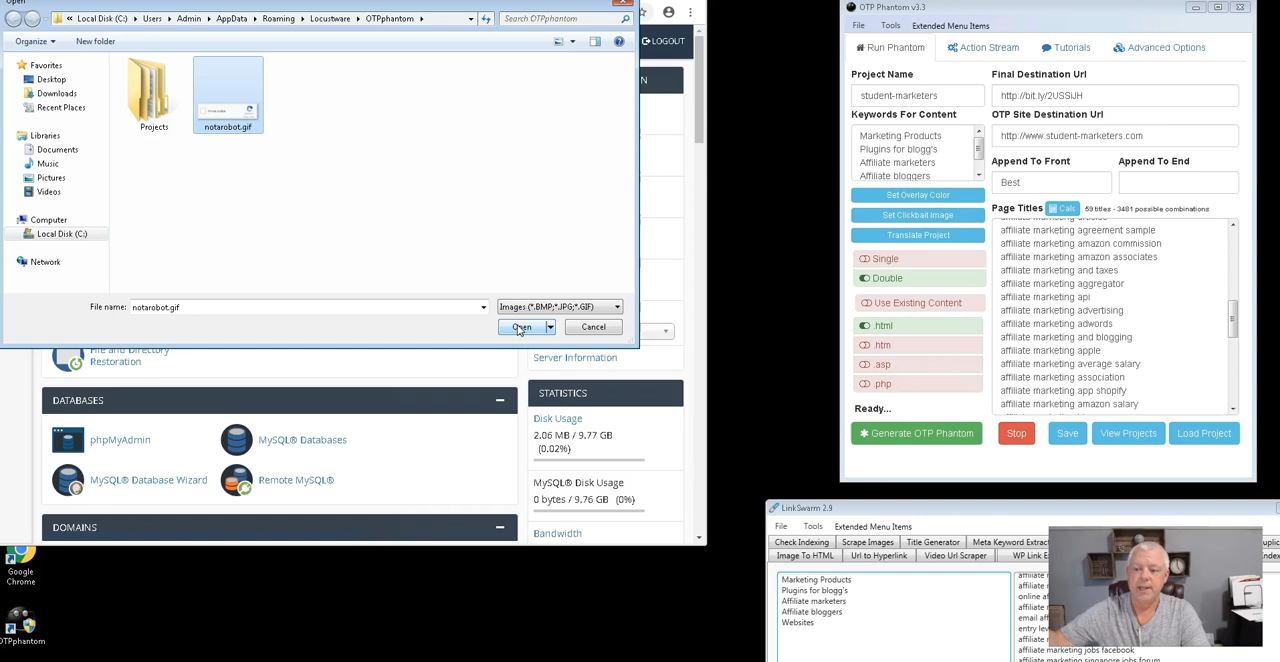 Open
« Local Disk (C:) ▸ Users ▸ Admin ▸ AppData ▸ Roaming ▸ Locustware ▸ OTPphantom ▸
Search OTPphantom
Organize
New folder
Favorites
Desktop
Downloads
Recent Places
Libraries
Documents
Music
Pictures
Videos
Computer
Local Disk (C:)
Network
Projects
notarobot.gif
File name:
notarobot.gif
Images (*.BMP;*.JPG;*.GIF)
Open
Cancel
LOGOUT
File and Directory
Restoration
Server Information
DATABASES
phpMyAdmin
MySQL® Databases
MySQL® Database Wizard
Remote MySQL®
DOMAINS
STATISTICS
Disk Usage
2.06 MB / 9.77 GB
(0.02%)
MySQL® Disk Usage
0 bytes / 9.76 GB (0%)
Bandwidth
Google
Chrome
OTPphantom
OTP Phantom v3.3
File Tools Extended Menu Items
Run Phantom
Action Stream
Tutorials
Advanced Options
Project Name
student-marketers
Final Destination Url
http://bit.ly/2USSiJH
Keywords For Content
Marketing Products
Plugins for blogg's
Affiliate marketers
Affiliate bloggers
OTP Site Destination Url
http://www.student-marketers.com
Append To Front
Append To End
Best
Set Overlay Color
Set Clickbait Image
Translate Project
Page Titles
Calc
59 titles - 3481 possible combinations
affiliate marketing articles
affiliate marketing agreement sample
affiliate marketing amazon commission
affiliate marketing amazon associates
affiliate marketing and taxes
affiliate marketing aggregator
affiliate marketing api
affiliate marketing advertising
affiliate marketing adwords
affiliate marketing and blogging
affiliate marketing apple
affiliate marketing average salary
affiliate marketing association
affiliate marketing app shopify
affiliate marketing amazon salary
Single
Double
Use Existing Content
.html
.htm
.asp
.php
Ready...
Generate OTP Phantom
Stop
Save
View Projects
Load Project
LinkSwarm 2.9
File Tools Extended Menu Items
Check Indexing
Scrape Images
Title Generator
Image To HTML
Url to Hyperlink
Video Url Scraper
Marketing Products
Plugins for blogg's
Affiliate marketers
Affiliate bloggers
Websites
affiliate marketing jobs facebook
affiliate marketing singapore jobs forum